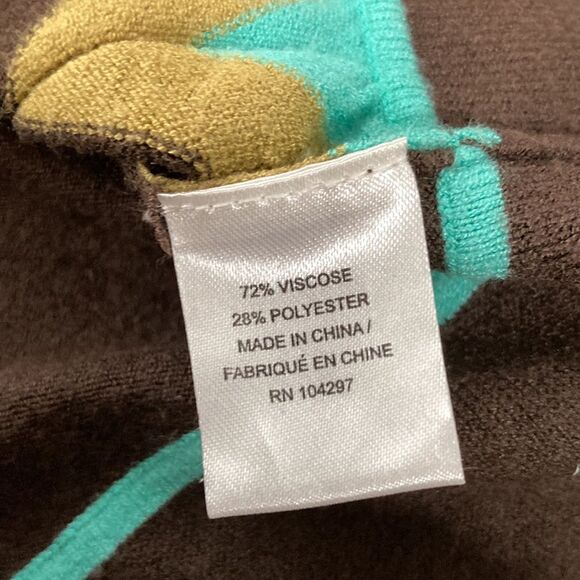 72% VISCOSE
28% POLYESTER
MADE IN CHINA /
FABRIQUÉ EN CHINE
RN 104297